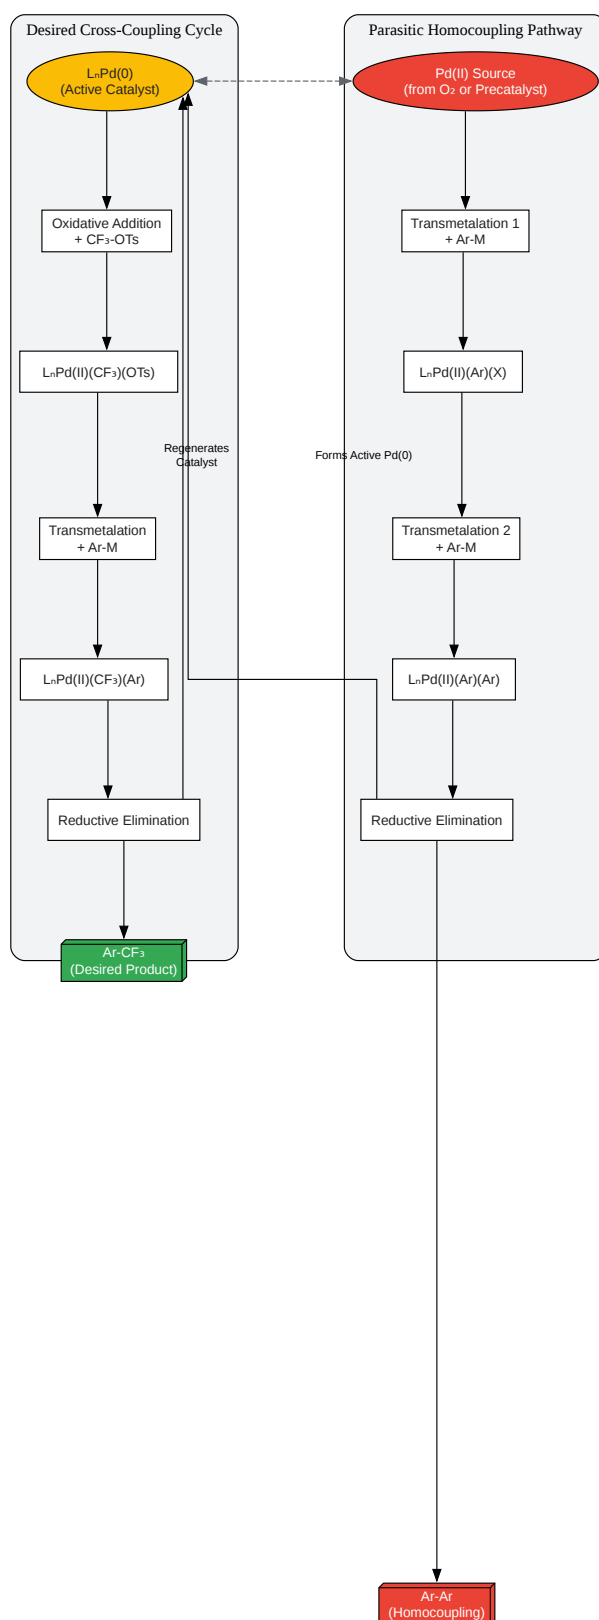 Desired Cross-Coupling Cycle
LₙPd(0)
(Active Catalyst)
Oxidative Addition
+ CF₃-OTs
LₙPd(II)(CF₃)(OTs)
Regenerates
Catalyst
Transmetalation
+ Ar-M
LₙPd(II)(CF₃)(Ar)
Reductive Elimination
Ar-CF₃
(Desired Product)
Parasitic Homocoupling Pathway
Pd(II) Source
(from O₂ or Precatalyst)
Transmetalation 1
+ Ar-M
LₙPd(II)(Ar)(X)
Forms Active Pd(0)
Transmetalation 2
+ Ar-M
LₙPd(II)(Ar)(Ar)
Reductive Elimination
Ar-Ar
(Homocoupling)